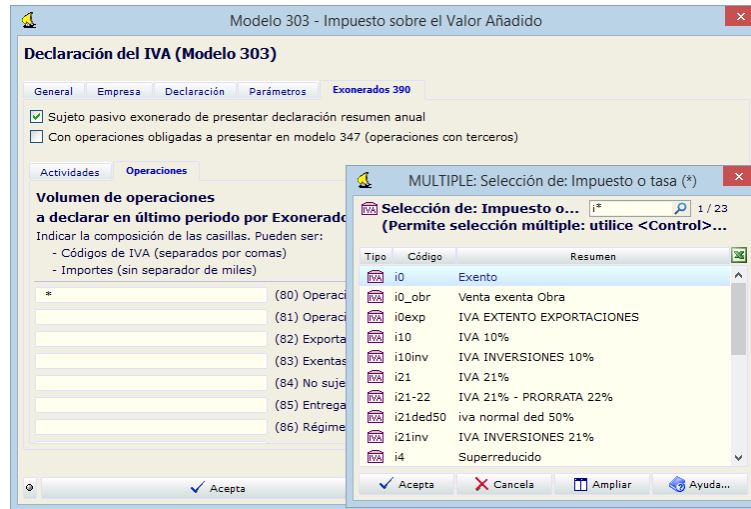 Modelo 303 - Impuesto sobre el Valor Añadido
Declaración del IVA (Modelo 303)
General Empresa Declaración Parámetros Exonerados 390
Sujeto pasivo exonerado de presentar declaración resumen anual
Con operaciones obligadas a presentar en modelo 347 (operaciones con terceros)
Actividades Operaciones
Volumen de operaciones
a declarar en último periodo por Exonerado
Indicar la composición de las casillas. Pueden ser:
- Códigos de IVA (separados por comas)
- Importes (sin separador de miles)
* (80) Operaci
(81) Operaci
(82) Exporta
(83) Exentas
(84) No suje
(85) Entrega
(86) Régime
Acepta
MULTIPLE: Selección de: Impuesto o tasa (*)
IVA Selección de: Impuesto o... i* 1 / 23
(Permite selección múltiple: utilice <Control>...
Tipo Código Resumen
IVA i0 Exento
IVA i0_obr Venta exenta Obra
IVA i0exp IVA EXTENTO EXPORTACIONES
IVA i10 IVA 10%
IVA i10inv IVA INVERSIONES 10%
IVA i21 IVA 21%
IVA i21-22 IVA 21% - PRORRATA 22%
IVA i21ded50 iva normal ded 50%
IVA i21inv IVA INVERSIONES 21%
IVA i4 Superreducido
Acepta Cancela Ampliar Ayuda...